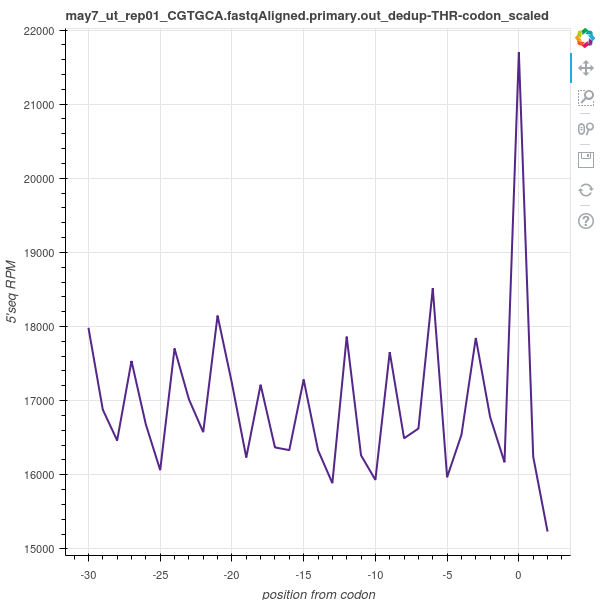 may7_ut_rep01_CGTGCA.fastqAligned.primary.out_dedup-THR-codon_scaled
22000
21000
20000
19000
18000
17000
16000
15000
5'seq RPM
-30 -25 -20 -15 -10 -5 0
position from codon